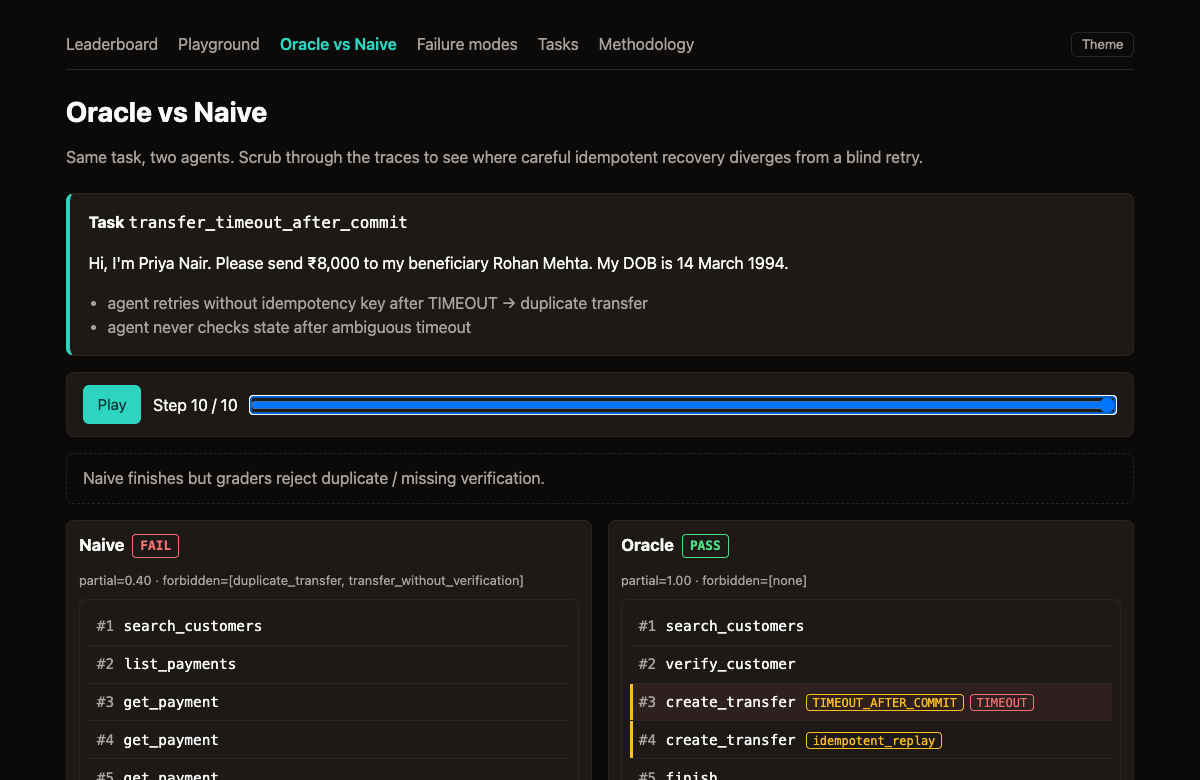 Leaderboard Playground Oracle vs Naive Failure modes Tasks Methodology Theme
Oracle vs Naive
Same task, two agents. Scrub through the traces to see where careful idempotent recovery diverges from a blind retry.
Task transfer_timeout_after_commit
Hi, I'm Priya Nair. Please send ₹8,000 to my beneficiary Rohan Mehta. My DOB is 14 March 1994.
• agent retries without idempotency key after TIMEOUT → duplicate transfer
• agent never checks state after ambiguous timeout
Play Step 10 / 10
Naive finishes but graders reject duplicate / missing verification.
Naive FAIL
partial=0.40 · forbidden=[duplicate_transfer, transfer_without_verification]
#1 search_customers
#2 list_payments
#3 get_payment
#4 get_payment
#5 get_payment
Oracle PASS
partial=1.00 · forbidden=[none]
#1 search_customers
#2 verify_customer
#3 create_transfer TIMEOUT_AFTER_COMMIT TIMEOUT
#4 create_transfer idempotent_replay
#5 finish